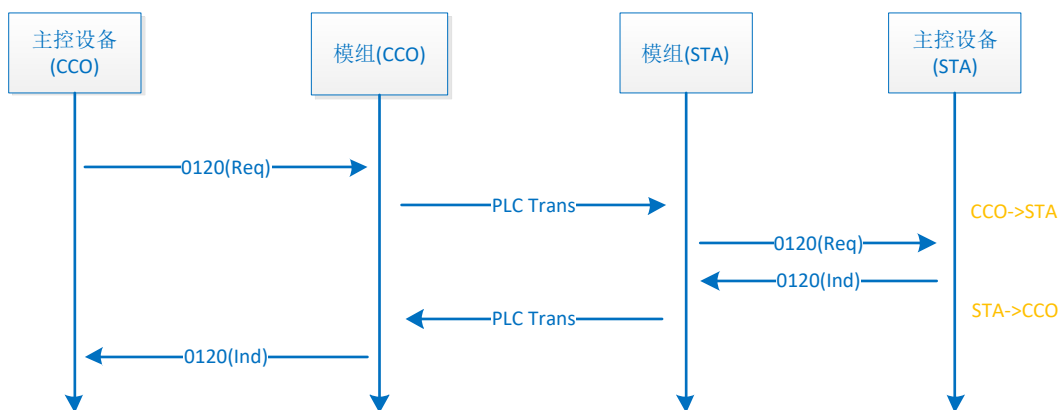 主控设备
(CCO)
模组(CCO)
模组(STA)
主控设备
(STA)
0120(Req)
PLC Trans
CCO->STA
0120(Req)
0120(Ind)
PLC Trans
STA->CCO
0120(Ind)